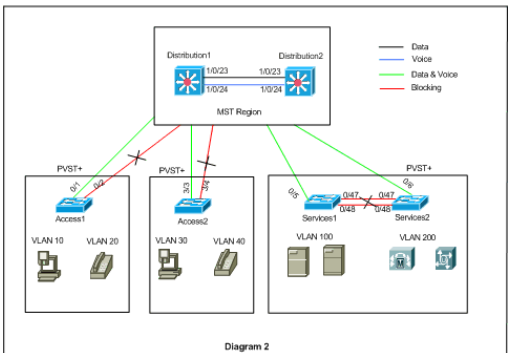 Distribution1
Distribution2
Data
Voice
Data & Voice
Blocking
1/0/23
1/0/23
1/0/24
1/0/24
MST Region
PVST+
PVST+
PVST+
0/1
0/2
3/3
3/4
0/5
0/6
0/47
0/47
0/48
0/48
Access1
Access2
Services1
Services2
VLAN 10
VLAN 20
VLAN 30
VLAN 40
VLAN 100
VLAN 200
M
Diagram 2